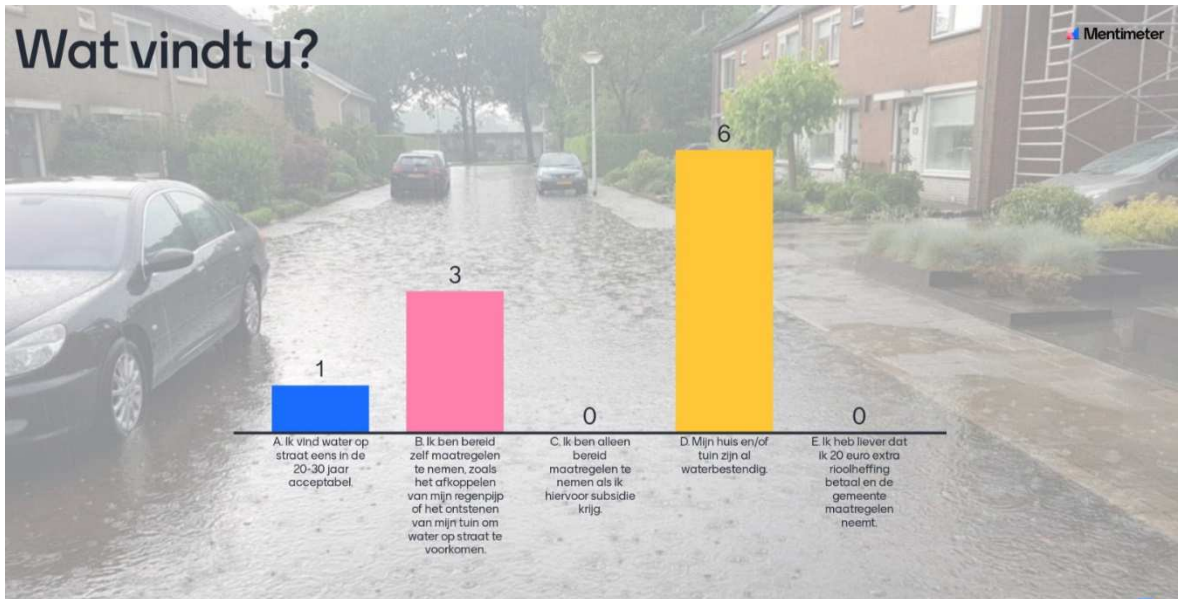 Wat vindt u?
Mentimeter
6
3
1
0
0
A. Ik vind water op
straat eens in de
20-30 jaar
acceptabel.
B. Ik ben bereid
zelf maatregelen
te nemen, zoals
het afkoppelen
van mijn regenpijp
of het ontstenen
van mijn tuin om
water op straat te
voorkomen.
C. Ik ben alleen
bereid
maatregelen te
nemen als ik
hiervoor subsidie
krijg.
D. Mijn huis en/of
tuin zijn al
waterbestendig.
E. Ik heb liever dat
ik 20 euro extra
rioolheffing
betaal en de
gemeente
maatregelen
neemt.